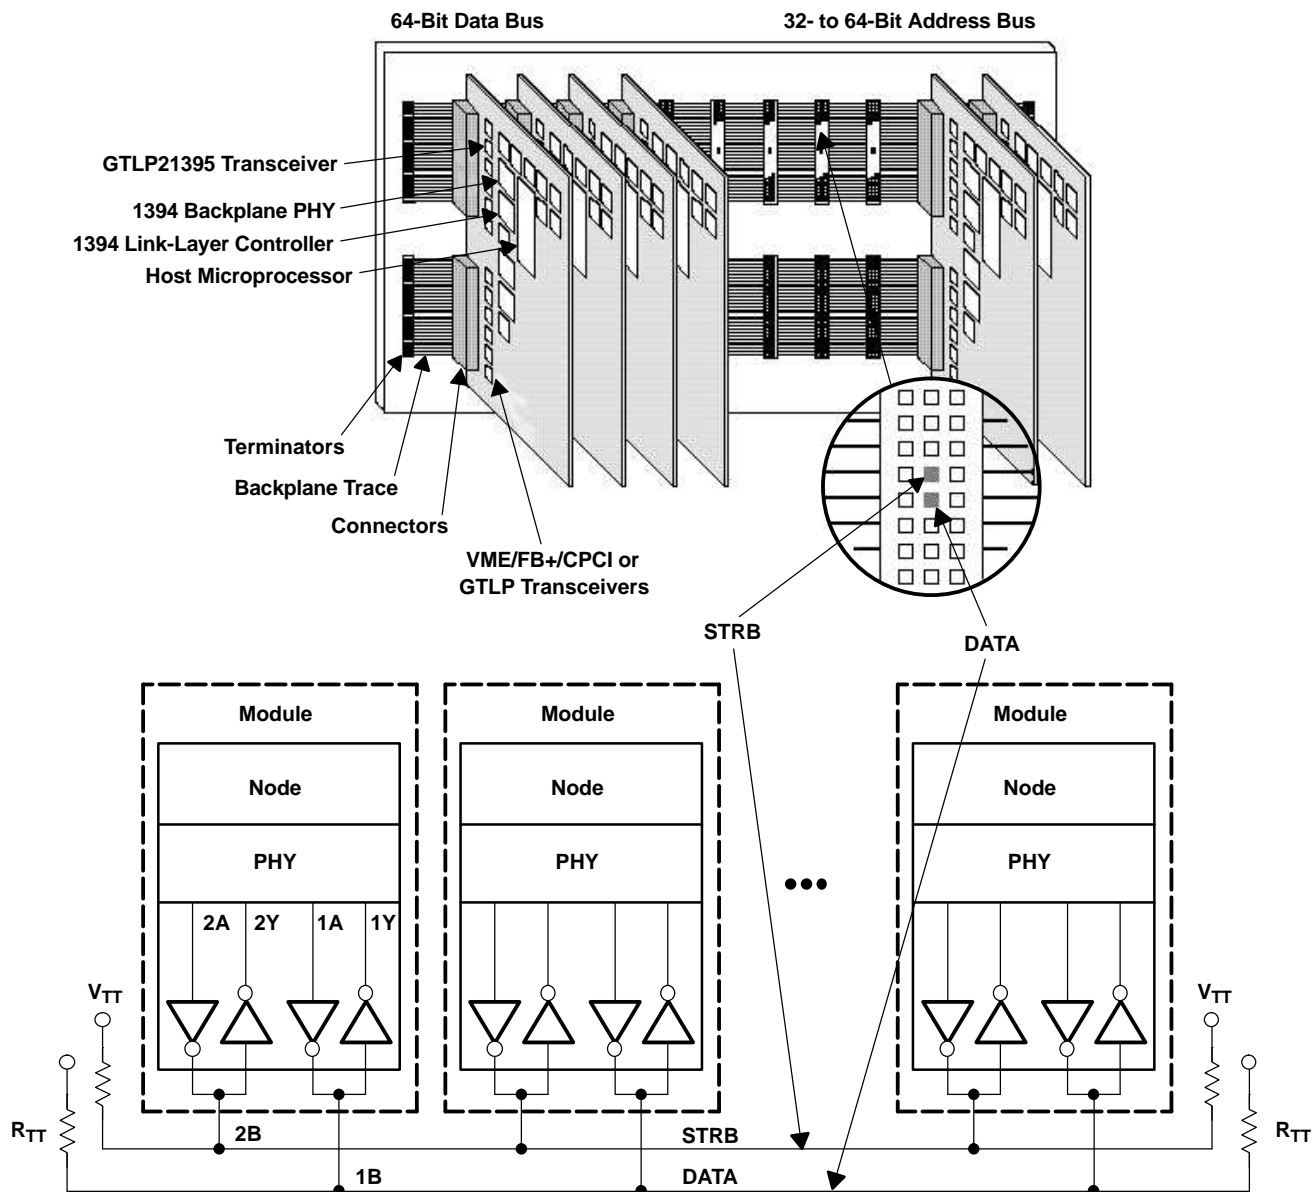 64-Bit Data Bus
32- to 64-Bit Address Bus
GTLP21395 Transceiver
1394 Backplane PHY
1394 Link-Layer Controller
Host Microprocessor
Terminators
Backplane Trace
Connectors
VME/FB+/CPCI or
GTLP Transceivers
STRB
DATA
Module
Module
Module
Node
Node
Node
PHY
PHY
PHY
2A
2Y
1A
1Y
VTT
VTT
RTT
RTT
2B
STRB
1B
DATA